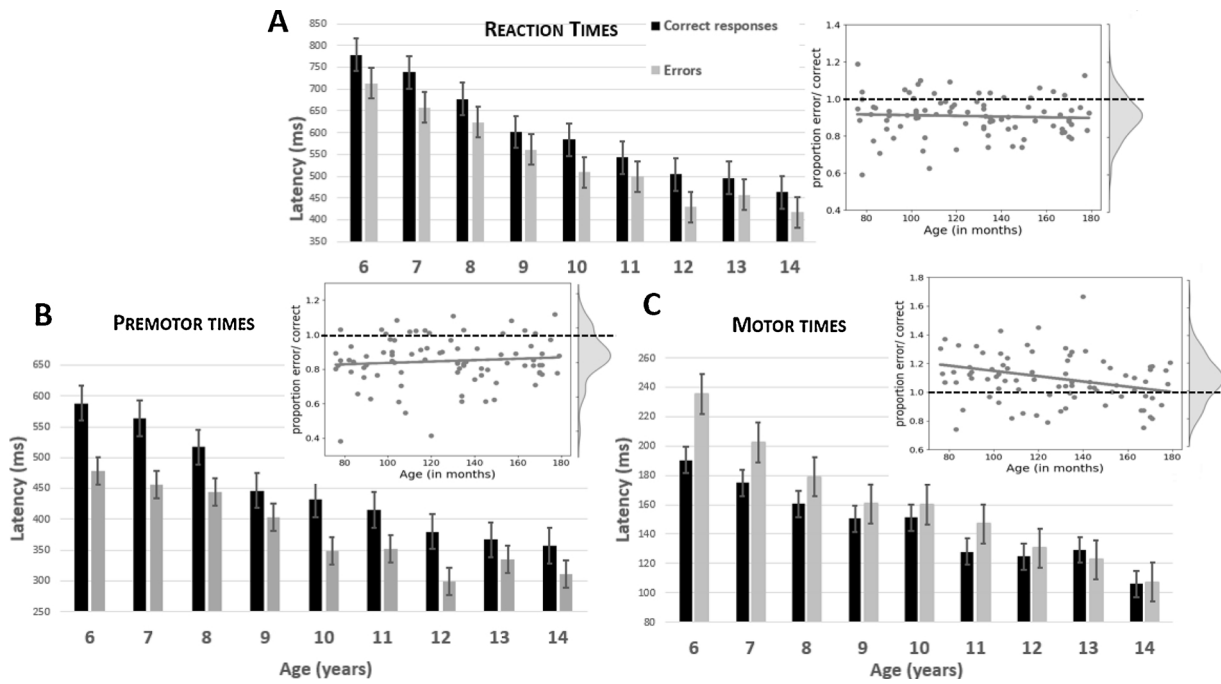 A
REACTION TIMES
Correct responses
Errors
Latency (ms)
850
800
750
700
650
600
550
500
450
400
350
6 7 8 9 10 11 12 13 14
proportion error/ correct
1.4
1.2
1.0
0.8
0.6
0.4
80 100 120 140 160 180
Age (in months)
B
PREMOTOR TIMES
Latency (ms)
650
600
550
500
450
400
350
300
250
6 7 8 9 10 11 12 13 14
Age (years)
proportion error/ correct
1.4
1.2
1.0
0.8
0.6
0.4
80 100 120 140 160 180
Age (in months)
C
MOTOR TIMES
Latency (ms)
260
240
220
200
180
160
140
120
100
80
6 7 8 9 10 11 12 13 14
Age (years)
proportion error/ correct
1.8
1.6
1.4
1.2
1.0
0.8
0.6
80 100 120 140 160 180
Age (in months)